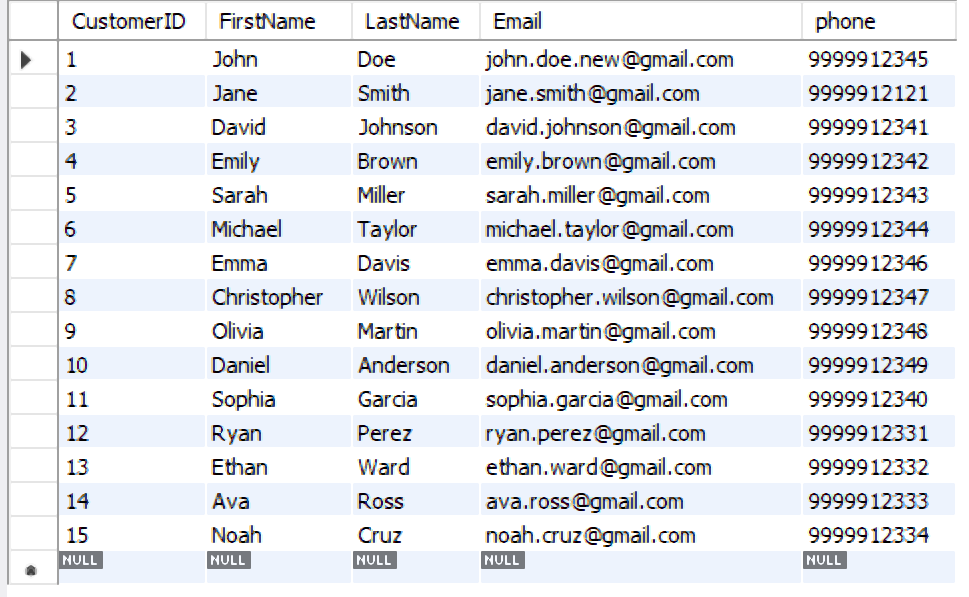 CustomerID FirstName LastName Email phone
1 John Doe john.doe.new@gmail.com 9999912345
2 Jane Smith jane.smith@gmail.com 9999912121
3 David Johnson david.johnson@gmail.com 9999912341
4 Emily Brown emily.brown@gmail.com 9999912342
5 Sarah Miller sarah.miller@gmail.com 9999912343
6 Michael Taylor michael.taylor@gmail.com 9999912344
7 Emma Davis emma.davis@gmail.com 9999912346
8 Christopher Wilson christopher.wilson@gmail.com 9999912347
9 Olivia Martin olivia.martin@gmail.com 9999912348
10 Daniel Anderson daniel.anderson@gmail.com 9999912349
11 Sophia Garcia sophia.garcia@gmail.com 9999912340
12 Ryan Perez ryan.perez@gmail.com 9999912331
13 Ethan Ward ethan.ward@gmail.com 9999912332
14 Ava Ross ava.ross@gmail.com 9999912333
15 Noah Cruz noah.cruz@gmail.com 9999912334
NULL NULL NULL NULL NULL